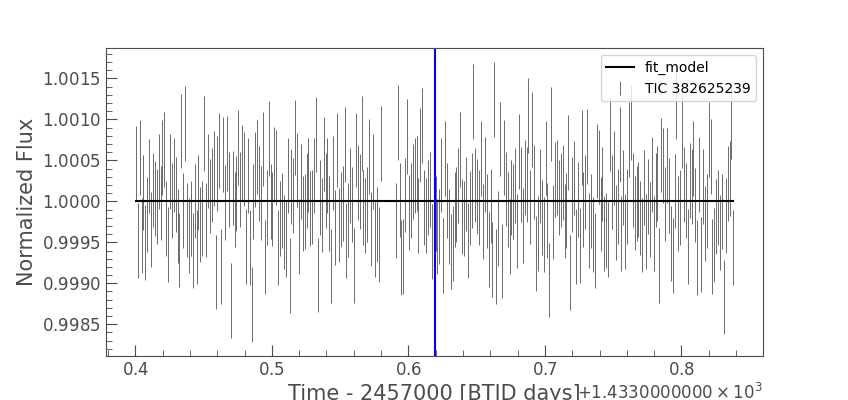 fit_model
TIC 382625239
Normalized Flux
1.0015
1.0010
1.0005
1.0000
0.9995
0.9990
0.9985
0.4 0.5 0.6 0.7 0.8
Time - 2457000 [BTJD days]
+1.4330000000 × 10³